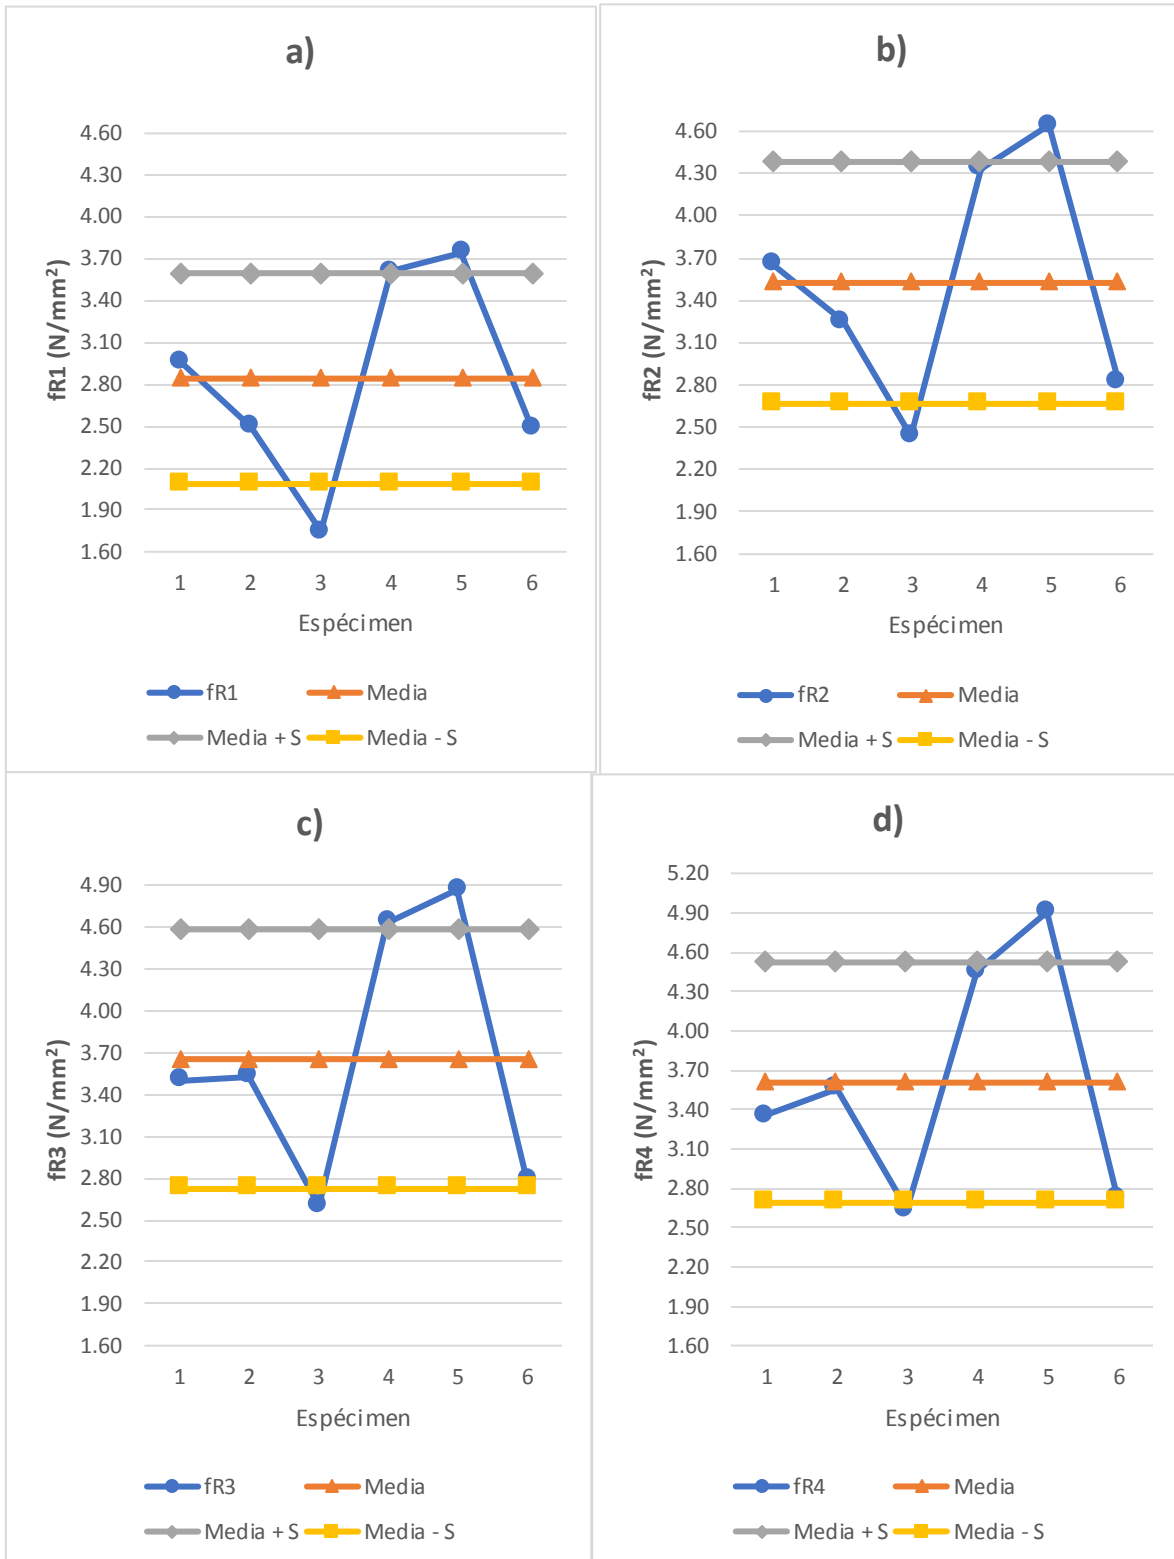 a)
fR1 (N/mm²)
4.60
4.30
4.00
3.70
3.40
3.10
2.80
2.50
2.20
1.90
1.60
1 2 3 4 5 6
Espécimen
fR1 Media
Media + S Media - S
b)
fR2 (N/mm²)
4.60
4.30
4.00
3.70
3.40
3.10
2.80
2.50
2.20
1.90
1.60
1 2 3 4 5 6
Espécimen
fR2 Media
Media + S Media - S
c)
fR3 (N/mm²)
4.90
4.60
4.30
4.00
3.70
3.40
3.10
2.80
2.50
2.20
1.90
1.60
1 2 3 4 5 6
Espécimen
fR3 Media
Media + S Media - S
d)
fR4 (N/mm²)
5.20
4.90
4.60
4.30
4.00
3.70
3.40
3.10
2.80
2.50
2.20
1.90
1.60
1 2 3 4 5 6
Espécimen
fR4 Media
Media + S Media - S